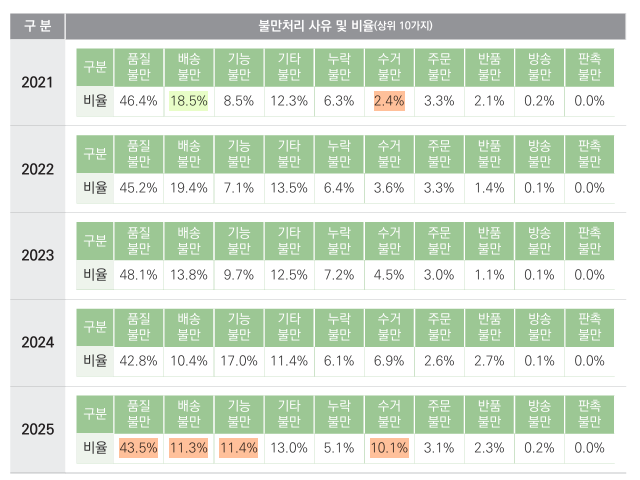 구 분 불만처리 사유 및 비율(상위 10가지)
2021
구분 품질 불만 배송 불만 기능 불만 기타 불만 누락 불만 수거 불만 주문 불만 반품 불만 방송 불만 판촉 불만
비율 46.4% 18.5% 8.5% 12.3% 6.3% 2.4% 3.3% 2.1% 0.2% 0.0%
2022
구분 품질 불만 배송 불만 기능 불만 기타 불만 누락 불만 수거 불만 주문 불만 반품 불만 방송 불만 판촉 불만
비율 45.2% 19.4% 7.1% 13.5% 6.4% 3.6% 3.3% 1.4% 0.1% 0.0%
2023
구분 품질 불만 배송 불만 기능 불만 기타 불만 누락 불만 수거 불만 주문 불만 반품 불만 방송 불만 판촉 불만
비율 48.1% 13.8% 9.7% 12.5% 7.2% 4.5% 3.0% 1.1% 0.1% 0.0%
2024
구분 품질 불만 배송 불만 기능 불만 기타 불만 누락 불만 수거 불만 주문 불만 반품 불만 방송 불만 판촉 불만
비율 42.8% 10.4% 17.0% 11.4% 6.1% 6.9% 2.6% 2.7% 0.1% 0.0%
2025
구분 품질 불만 배송 불만 기능 불만 기타 불만 누락 불만 수거 불만 주문 불만 반품 불만 방송 불만 판촉 불만
비율 43.5% 11.3% 11.4% 13.0% 5.1% 10.1% 3.1% 2.3% 0.2% 0.0%